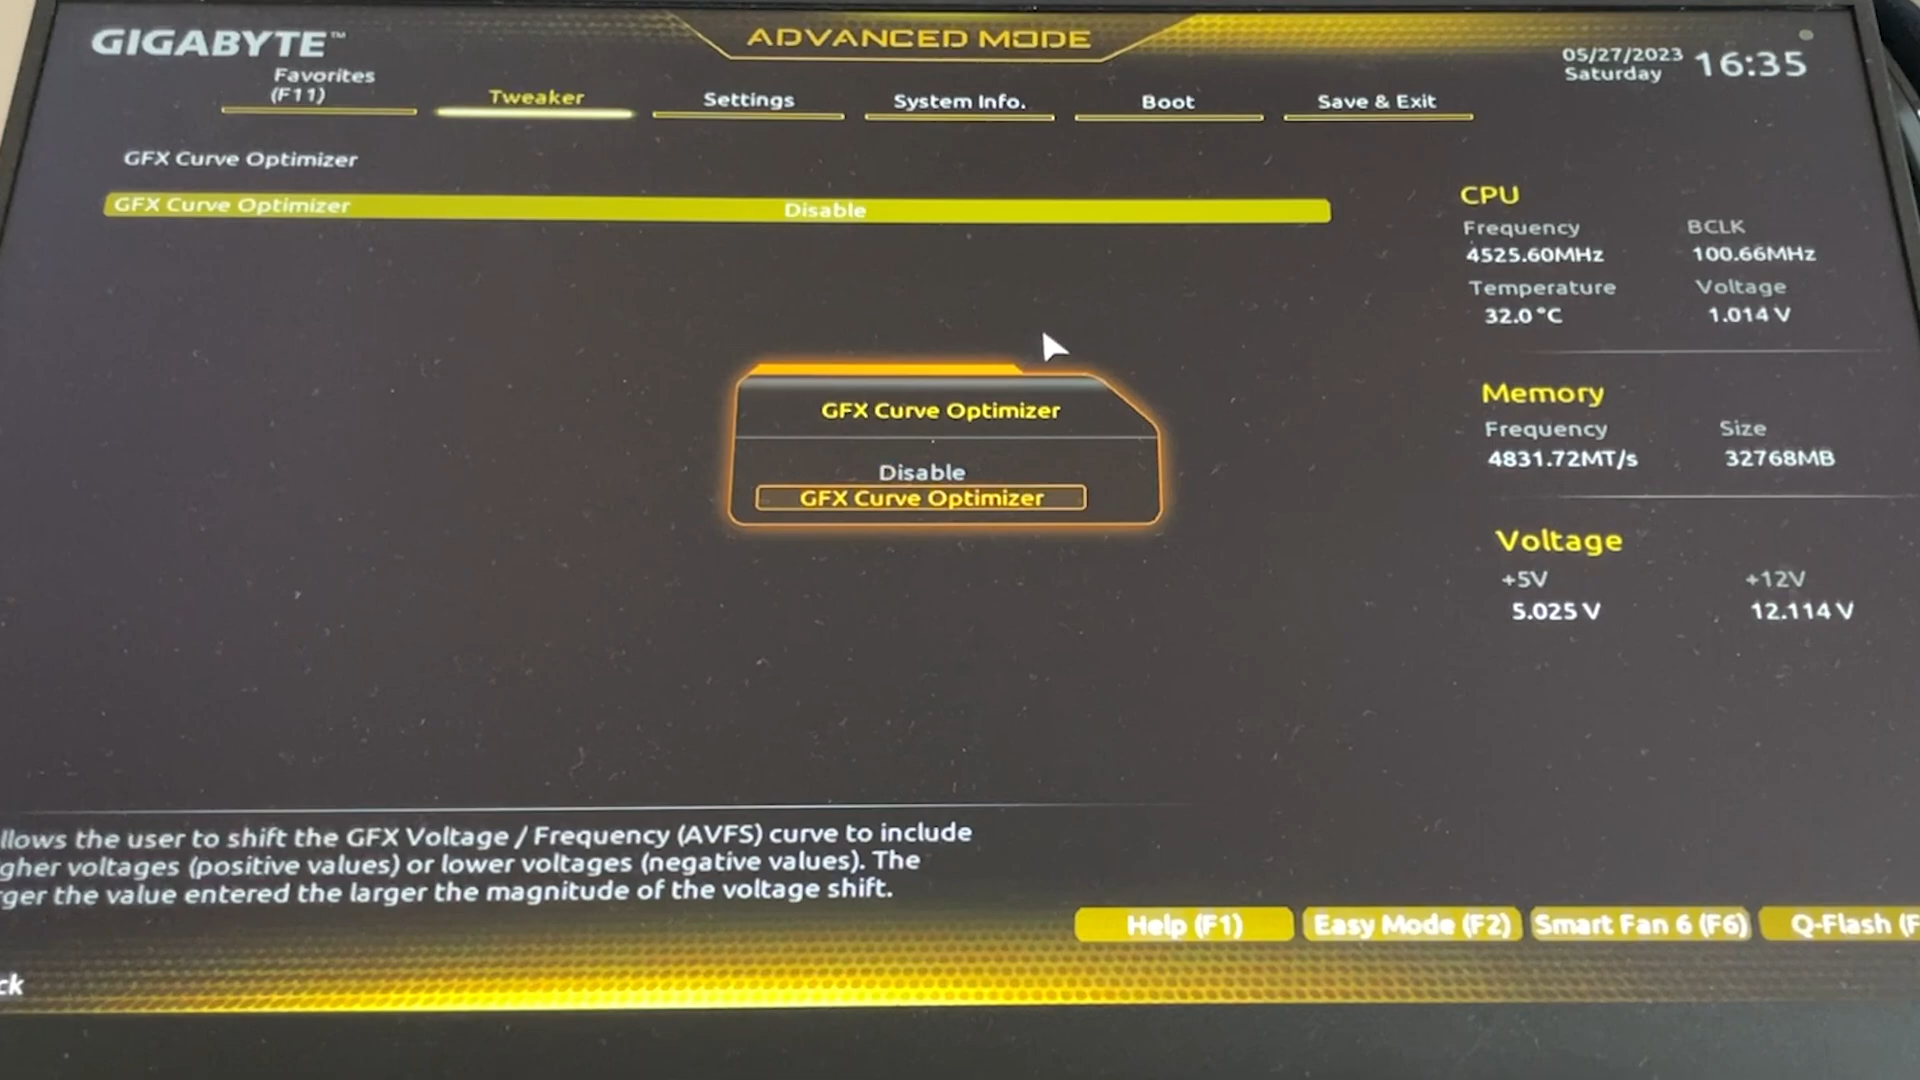 GIGABYTE™
ADVANCED MODE
05/27/2023
Saturday
16:35
Favorites
(F11)
Tweaker
Settings
System Info.
Boot
Save & Exit
GFX Curve Optimizer
GFX Curve Optimizer Disable
GFX Curve Optimizer
Disable
GFX Curve Optimizer
CPU
Frequency BCLK
4525.60MHz 100.66MHz
Temperature Voltage
32.0°C 1.014 V
Memory
Frequency Size
4831.72MT/s 32768MB
Voltage
+5V +12V
5.025 V 12.114 V
llows the user to shift the GFX Voltage / Frequency (AVFS) curve to include
gher voltages (positive values) or lower voltages (negative values). The
rger the value entered the larger the magnitude of the voltage shift.
Help (F1) Easy Mode (F2) Smart Fan 6 (F6) Q-Flash (F
ck